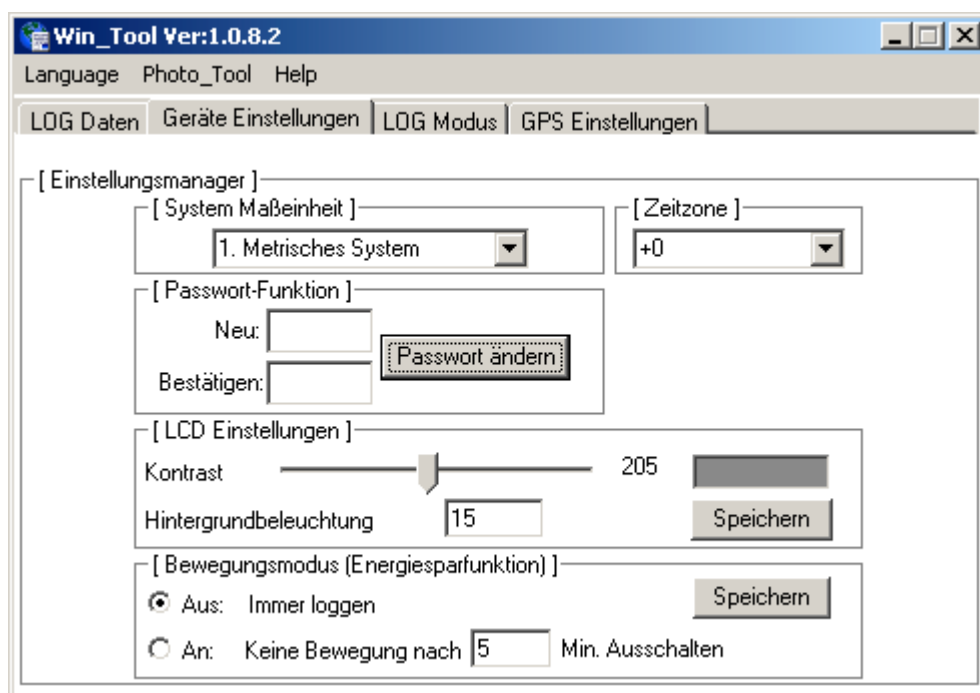 Win_Tool Ver:1.0.8.2
Language Photo_Tool Help
LOG Daten Geräte Einstellungen LOG Modus GPS Einstellungen
[ Einstellungsmanager ]
[ System Maßeinheit ] [ Zeitzone ]
1. Metrisches System +0
[ Passwort-Funktion ]
Neu:
Passwort ändern
Bestätigen:
[ LCD Einstellungen ]
Kontrast 205
Hintergrundbeleuchtung 15 Speichern
[ Bewegungsmodus (Energiesparfunktion) ]
Aus: Immer loggen Speichern
An: Keine Bewegung nach 5 Min. Ausschalten